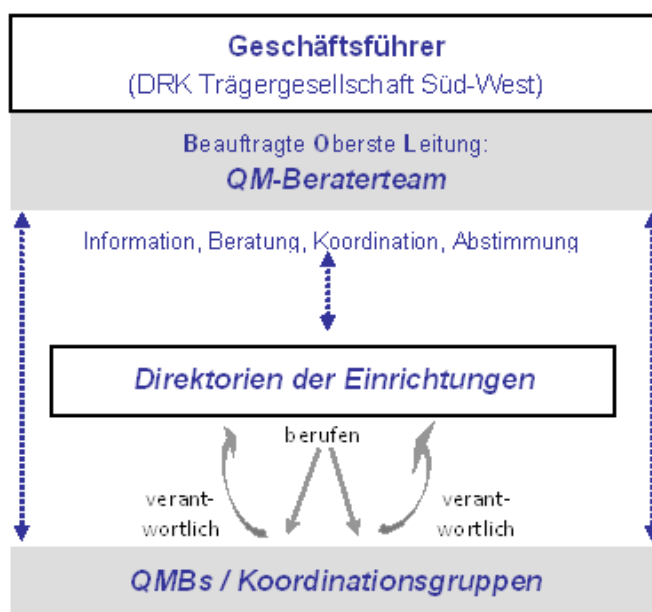 Geschäftsführer
(DRK Trägergesellschaft Süd-West)
Beauftragte Oberste Leitung:
QM-Beraterteam
Information, Beratung, Koordination, Abstimmung
Direktorien der Einrichtungen
berufen
verant-
wortlich
verant-
wortlich
QMBs / Koordinationsgruppen